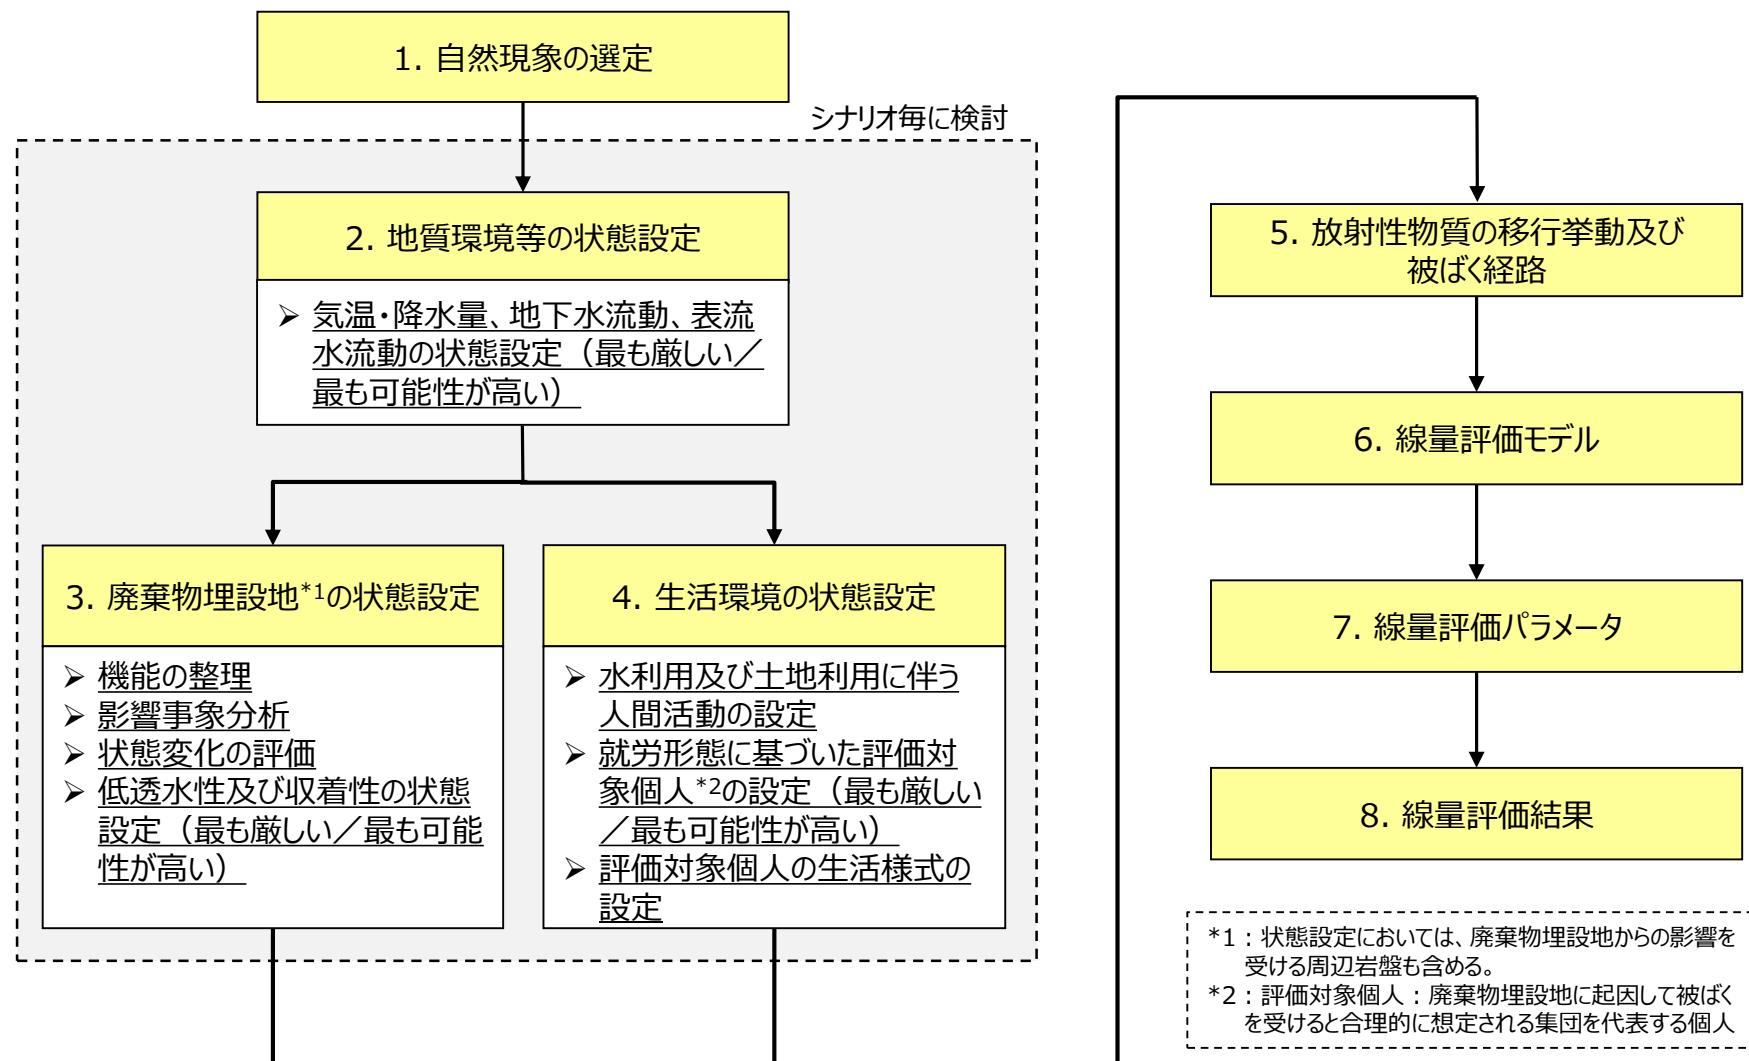 1. 自然現象の選定
シナリオ毎に検討
2. 地質環境等の状態設定
➢ 気温・降水量、地下水流動、表流
水流動の状態設定（最も厳しい／
最も可能性が高い）
3. 廃棄物埋設地*1の状態設定
➢ 機能の整理
➢ 影響事象分析
➢ 状態変化の評価
➢ 低透水性及び収着性の状態
設定（最も厳しい／最も可能
性が高い）
4. 生活環境の状態設定
➢ 水利用及び土地利用に伴う
人間活動の設定
➢ 就労形態に基づいた評価対
象個人*2の設定（最も厳しい
／最も可能性が高い）
➢ 評価対象個人の生活様式の
設定
5. 放射性物質の移行挙動及び
被ばく経路
6. 線量評価モデル
7. 線量評価パラメータ
8. 線量評価結果
*1：状態設定においては、廃棄物埋設地からの影響を
受ける周辺岩盤も含める。
*2：評価対象個人：廃棄物埋設地に起因して被ばく
を受けると合理的に想定される集団を代表する個人